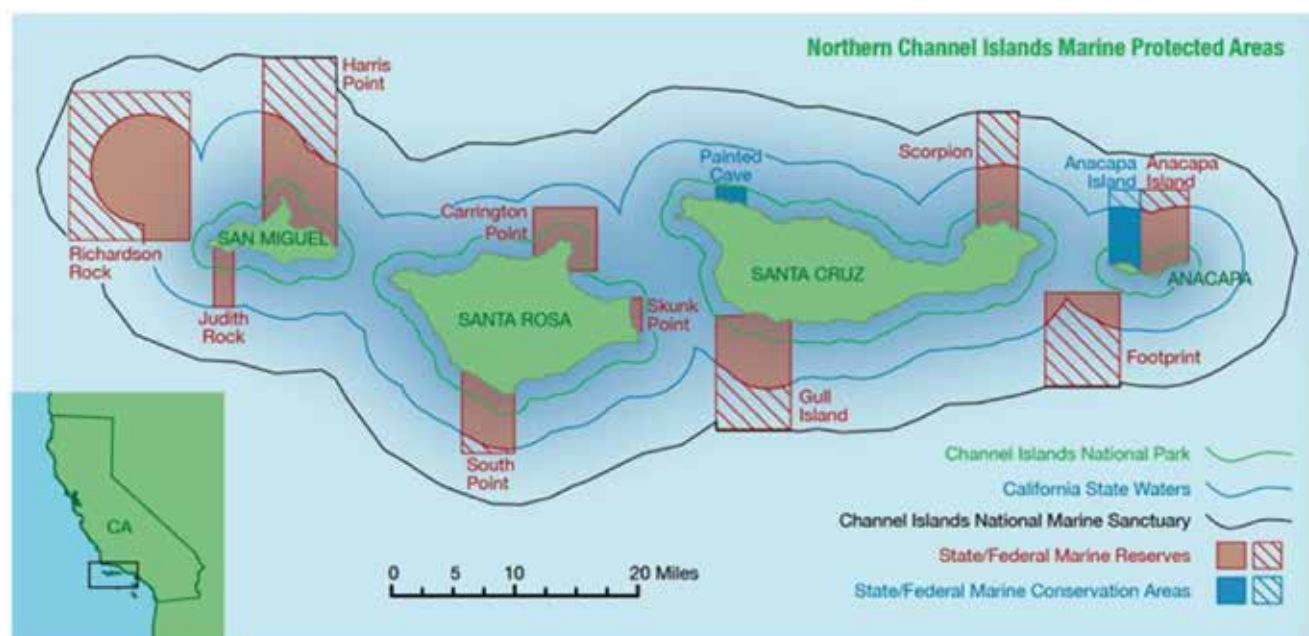 Northern Channel Islands Marine Protected Areas
Harris
Point
Richardson
Rock
SAN MIGUEL
Judith
Rock
Carrington
Point
SANTA ROSA
Skunk
Point
South
Point
Painted
Cave
SANTA CRUZ
Gull
Island
Scorpion
Anacapa
Island
Anacapa
Island
ANACAPA
Footprint
CA
0 5 10 20 Miles
Channel Islands National Park
California State Waters
Channel Islands National Marine Sanctuary
State/Federal Marine Reserves
State/Federal Marine Conservation Areas